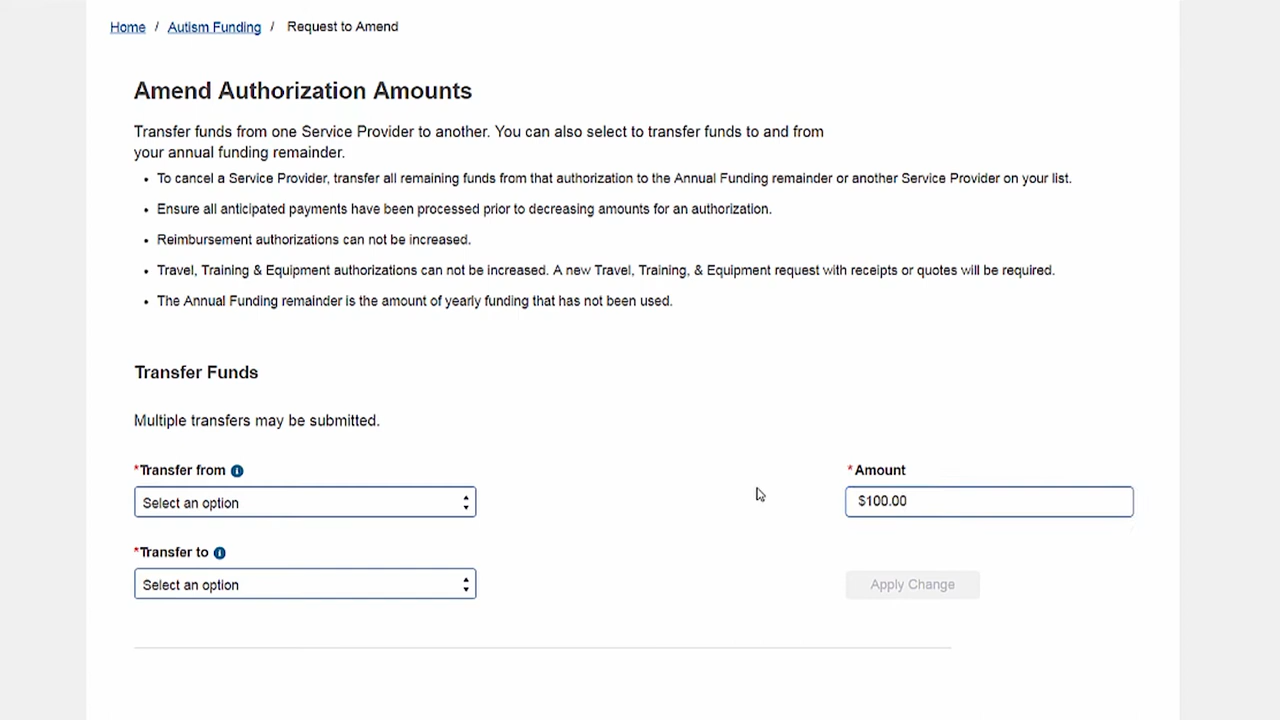 Home / Autism Funding / Request to Amend
Amend Authorization Amounts
Transfer funds from one Service Provider to another. You can also select to transfer funds to and from
your annual funding remainder.
• To cancel a Service Provider, transfer all remaining funds from that authorization to the Annual Funding remainder or another Service Provider on your list.
• Ensure all anticipated payments have been processed prior to decreasing amounts for an authorization.
• Reimbursement authorizations can not be increased.
• Travel, Training & Equipment authorizations can not be increased. A new Travel, Training, & Equipment request with receipts or quotes will be required.
• The Annual Funding remainder is the amount of yearly funding that has not been used.
Transfer Funds
Multiple transfers may be submitted.
*Transfer from i
*Amount
Select an option
$100.00
*Transfer to i
Select an option
Apply Change